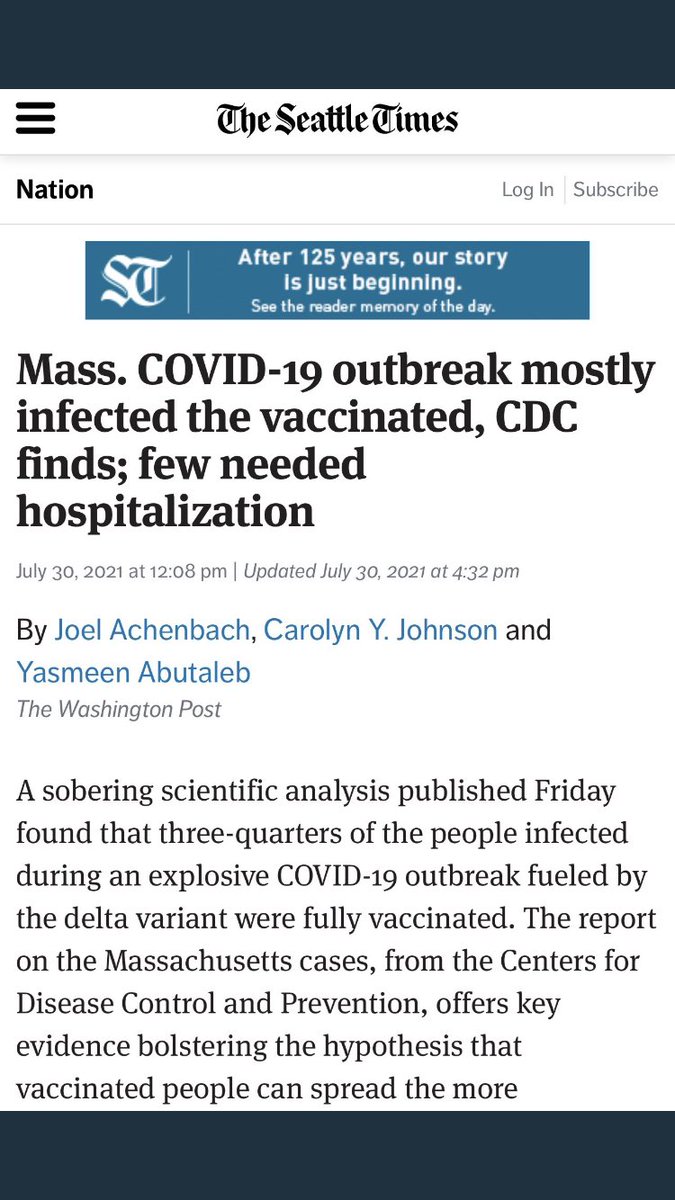 The Seattle Times
Nation
Log In
Subscribe
ST
After 125 years, our story
is just beginning.
See the reader memory of the day.
Mass. COVID-19 outbreak mostly
infected the vaccinated, CDC
finds; few needed
hospitalization
July 30, 2021 at 12:08 pm | Updated July 30, 2021 at 4:32 pm
By Joel Achenbach, Carolyn Y. Johnson and
Yasmeen Abutaleb
The Washington Post
A sobering scientific analysis published Friday
found that three-quarters of the people infected
during an explosive COVID-19 outbreak fueled by
the delta variant were fully vaccinated. The report
on the Massachusetts cases, from the Centers for
Disease Control and Prevention, offers key
evidence bolstering the hypothesis that
vaccinated people can spread the more